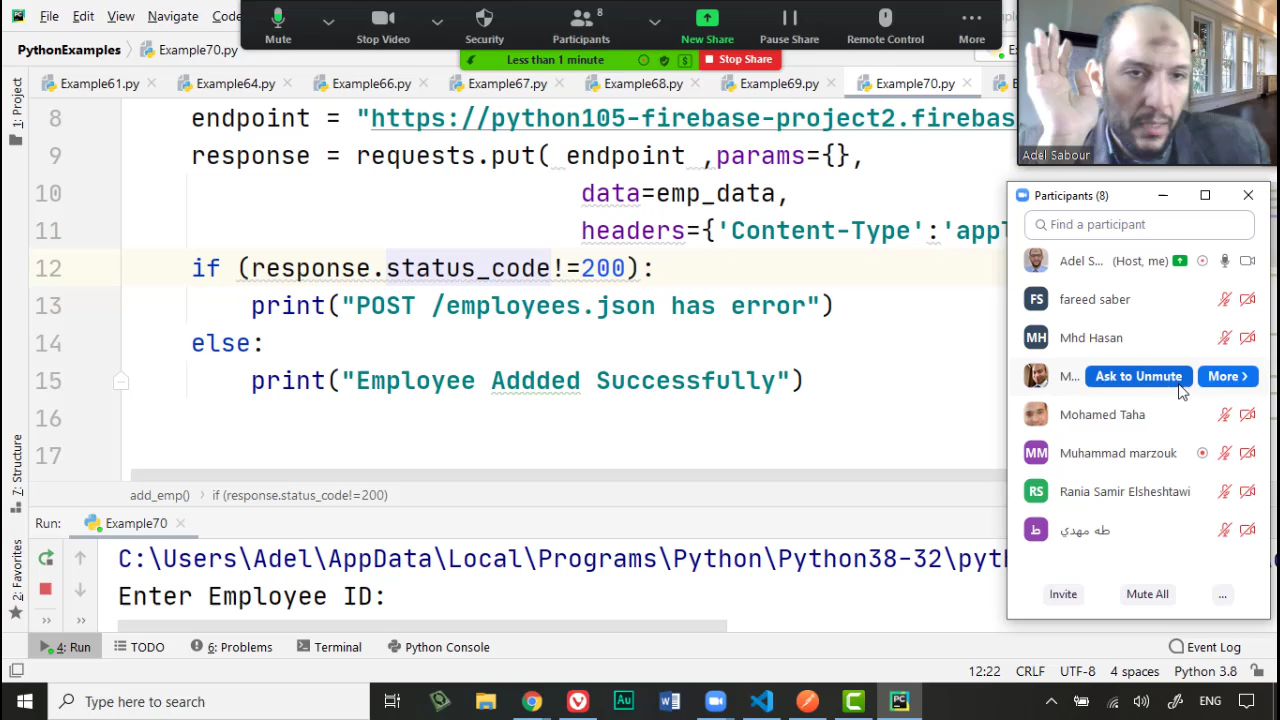 File Edit View Navigate Code
8
Mute Stop Video Security Participants New Share Pause Share Remote Control More
PythonExamples Example70.py
Less than 1 minute Stop Share
Example61.py Example64.py Example66.py Example67.py Example68.py Example69.py Example70.py
8 endpoint = "https://python105-firebase-project2.firebas
9 response = requests.put( endpoint ,params={},
10 data=emp_data,
11 headers={'Content-Type':'appl
12 if (response.status_code!=200):
13 print("POST /employees.json has error")
14 else:
15 print("Employee Addded Successfully")
16
17
add_emp() if (response.status_code!=200)
1: Project
7: Structure
2: Favorites
Run: Example70
C:\Users\Adel\AppData\Local\Programs\Python\Python38-32\pyth
Enter Employee ID:
4: Run TODO 6: Problems Terminal Python Console Event Log
12:22 CRLF UTF-8 4 spaces Python 3.8
Type here to search
ENG
Adel Sabour
Participants (8)
Find a participant
Adel S... (Host, me)
FS fareed saber
MH Mhd Hasan
M... Ask to Unmute More >
Mohamed Taha
MM Muhammad marzouk
RS Rania Samir Elsheshtawi
ط طه مهدي
Invite Mute All ...